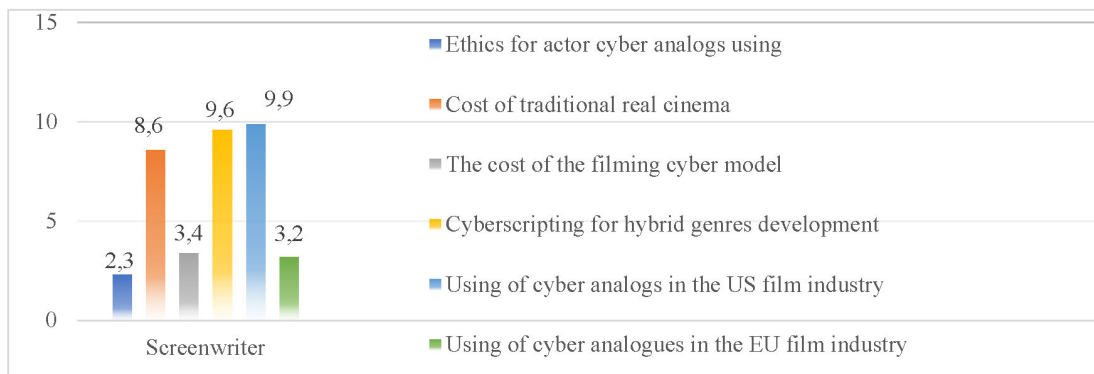 15
10
5
0
2,3
8,6
3,4
9,6
9,9
3,2
Screenwriter
Ethics for actor cyber analogs using
Cost of traditional real cinema
The cost of the filming cyber model
Cyberscripting for hybrid genres development
Using of cyber analogs in the US film industry
Using of cyber analogues in the EU film industry